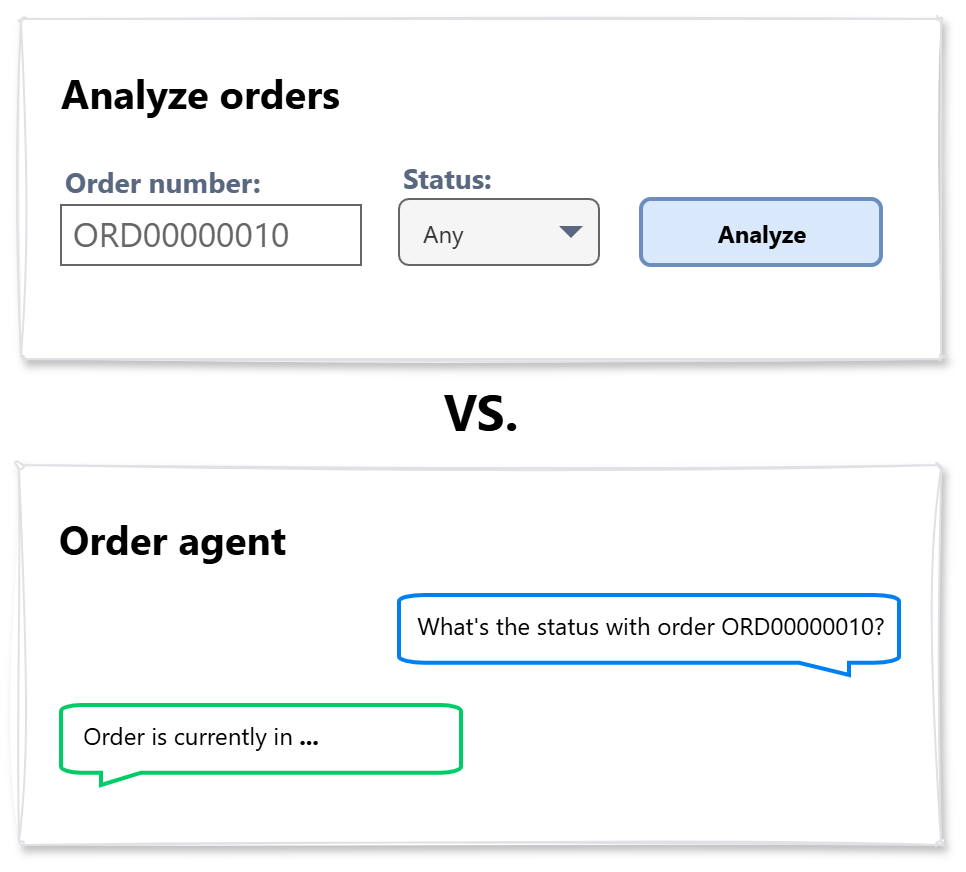 Analyze orders
Order number:
Status:
ORD00000010
Any
Analyze
VS.
Order agent
What's the status with order ORD00000010?
Order is currently in ...